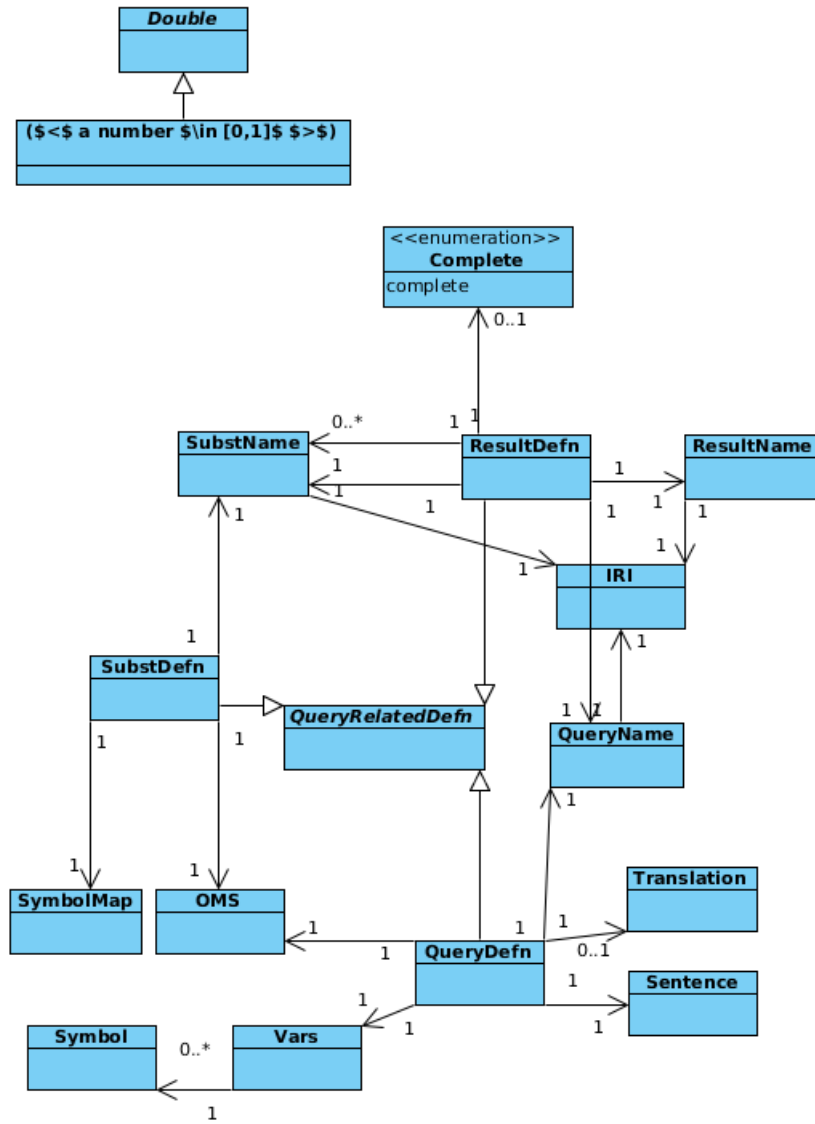 Double
($<$ a number $\in [0,1]$ $>$)
<<enumeration>>
Complete
complete
0..1
0..* 1 1
SubstName ResultDefn ResultName
1 1
1 1 1 1 1
1 1
1 IRI
1 1
SubstDefn
QueryRelatedDefn
1 1 1 1
QueryName
1
1 1
SymbolMap OMS Translation
1 1 1
1 0..1
QueryDefn
Sentence
1
1 1 1
Symbol Vars
0..*
1